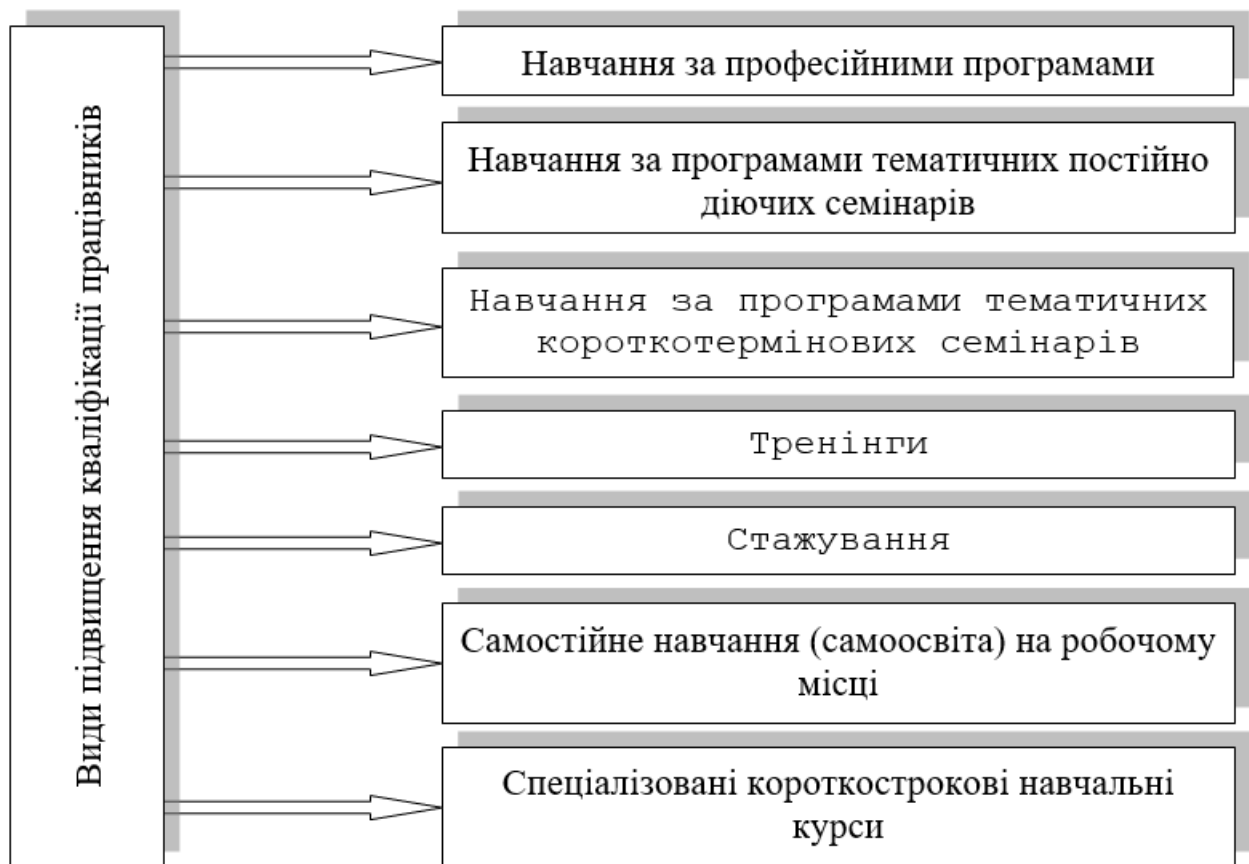 Види підвищення кваліфікації працівників
Навчання за професійними програмами
Навчання за програмами тематичних постійно
діючих семінарів
Навчання за програмами тематичних
короткотермінових семінарів
Тренінги
Стажування
Самостійне навчання (самоосвіта) на робочому
місці
Спеціалізовані короткострокові навчальні
курси